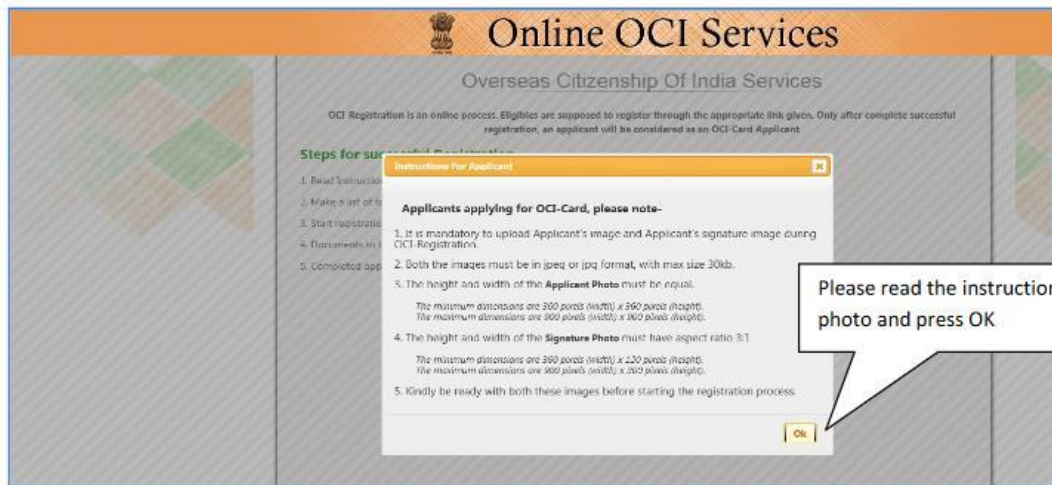 Online OCI Services
Overseas Citizenship Of India Services
OCI Registration is an online process. Eligibles are supposed to register through the appropriate link given. Only after complete successful
registration, an applicant will be considered as an OCI-Card Applicant
Steps for successful Registration
1. Read Instructio
2. Make a list of
3. Start registratio
4. Documents to
5. Completed app
Instructions For Applicant
Applicants applying for OCI-Card, please note-
1. It is mandatory to upload Applicant's image and Applicant's signature image during
OCI-Registration.
2. Both the images must be in jpeg or jpg format, with max size 30kb.
3. The height and width of the Applicant Photo must be equal.
The minimum dimensions are 360 pixels (width) x 360 pixels (height).
The maximum dimensions are 900 pixels (width) x 900 pixels (height).
4. The height and width of the Signature Photo must have aspect ratio 3:1
The minimum dimensions are 360 pixels (width) x 120 pixels (height).
The maximum dimensions are 900 pixels (width) x 300 pixels (height).
5. Kindly be ready with both these images before starting the registration process.
Ok
Please read the instruction
photo and press OK